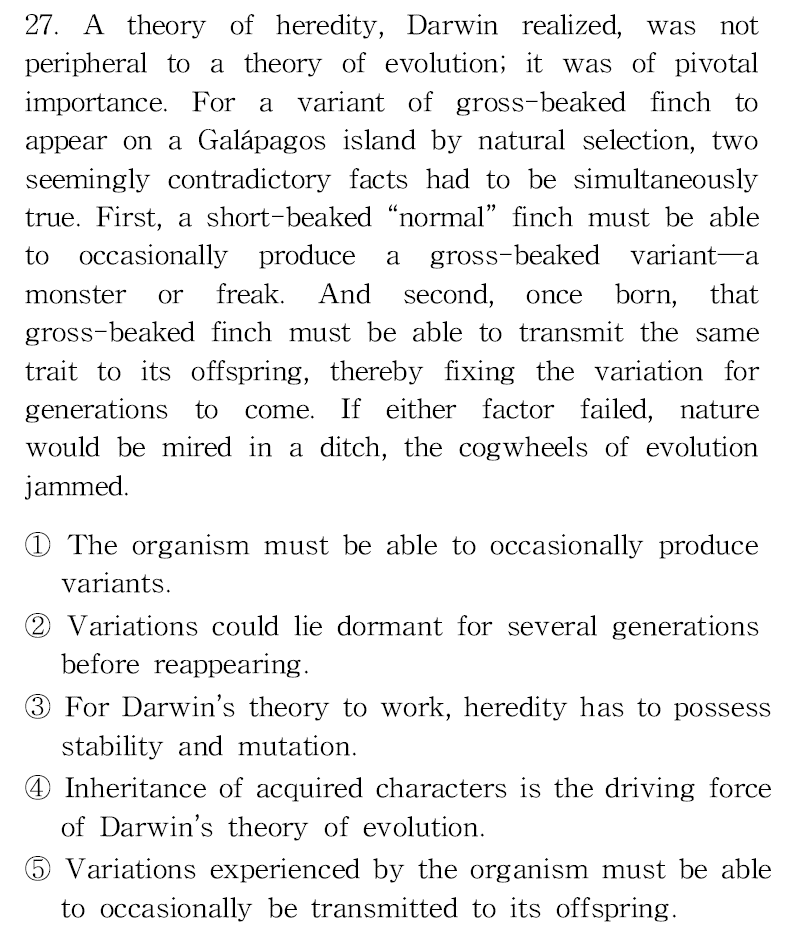 27. A theory of heredity, Darwin realized, was not
peripheral to a theory of evolution; it was of pivotal
importance. For a variant of gross-beaked finch to
appear on a Galápagos island by natural selection, two
seemingly contradictory facts had to be simultaneously
true. First, a short-beaked “normal” finch must be able
to occasionally produce a gross-beaked variant—a
monster or freak. And second, once born, that
gross-beaked finch must be able to transmit the same
trait to its offspring, thereby fixing the variation for
generations to come. If either factor failed, nature
would be mired in a ditch, the cogwheels of evolution
jammed.
① The organism must be able to occasionally produce
variants.
② Variations could lie dormant for several generations
before reappearing.
③ For Darwin’s theory to work, heredity has to possess
stability and mutation.
④ Inheritance of acquired characters is the driving force
of Darwin’s theory of evolution.
⑤ Variations experienced by the organism must be able
to occasionally be transmitted to its offspring.